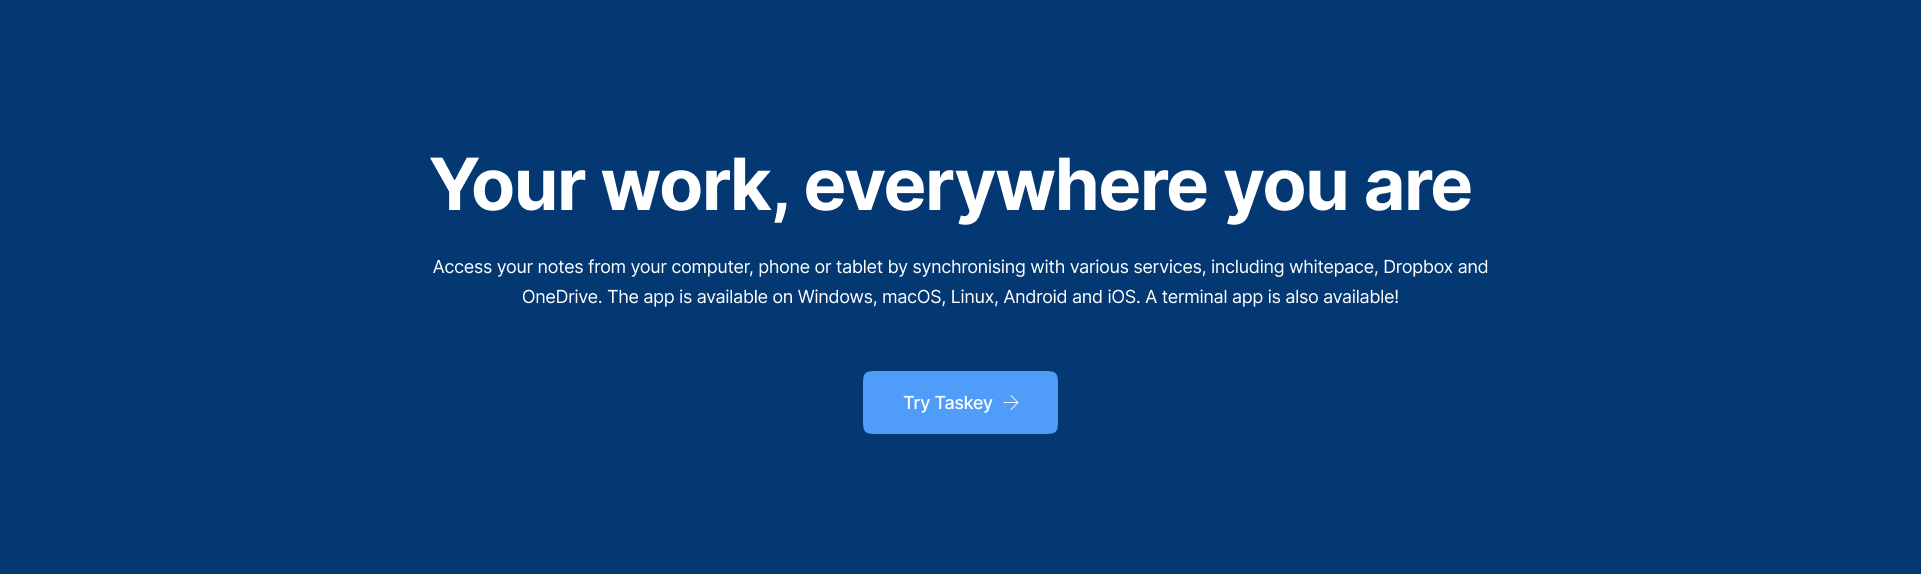 Your work, everywhere you are
Access your notes from your computer, phone or tablet by synchronising with various services, including whitepace, Dropbox and
OneDrive. The app is available on Windows, macOS, Linux, Android and iOS. A terminal app is also available!
Try Taskey →